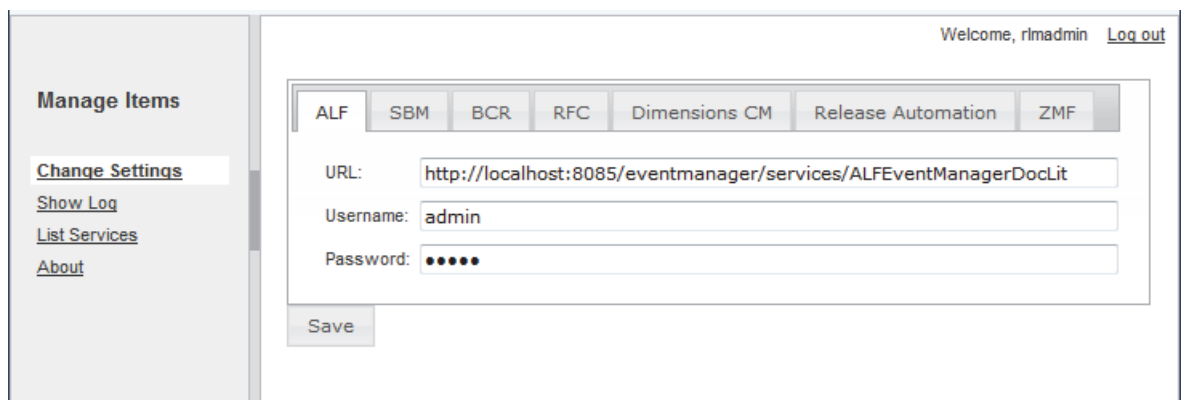 Welcome, rlmadmin Log out
Manage Items
Change Settings
Show Log
List Services
About
ALF SBM BCR RFC Dimensions CM Release Automation ZMF
URL: http://localhost:8085/eventmanager/services/ALFEventManagerDocLit
Username: admin
Password: •••••
Save